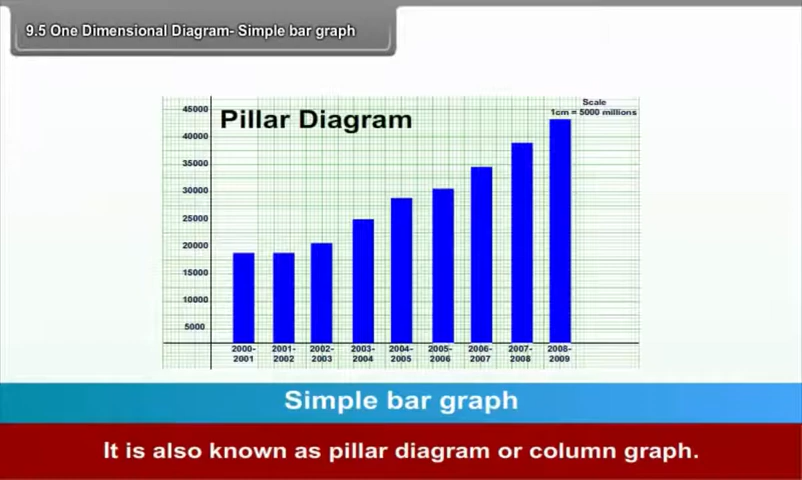 9.5 One Dimensional Diagram- Simple bar graph
Pillar Diagram
Scale
1cm = 5000 millions
45000
40000
35000
30000
25000
20000
15000
10000
5000
2000- 2001- 2002- 2003- 2004- 2005- 2006- 2007- 2008-
2001 2002 2003 2004 2005 2006 2007 2008 2009
Simple bar graph
It is also known as pillar diagram or column graph.